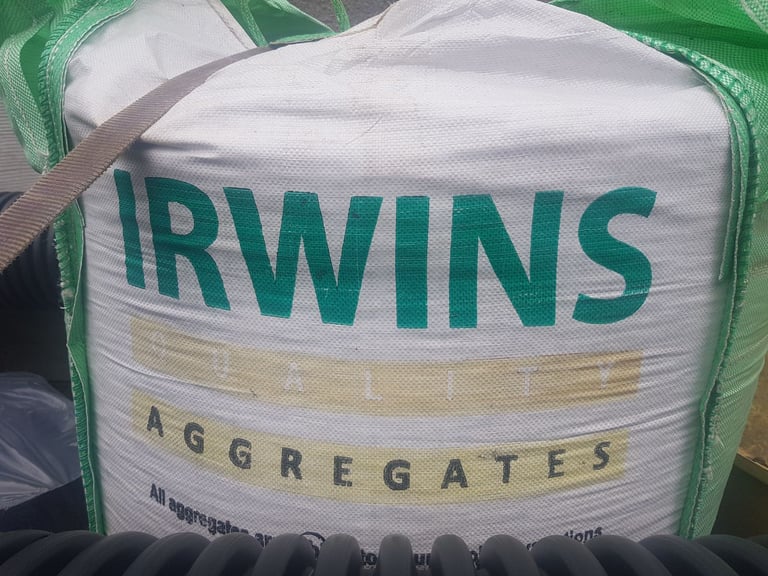 IRWINS
QUALITY
AGGREGATES
All aggregates